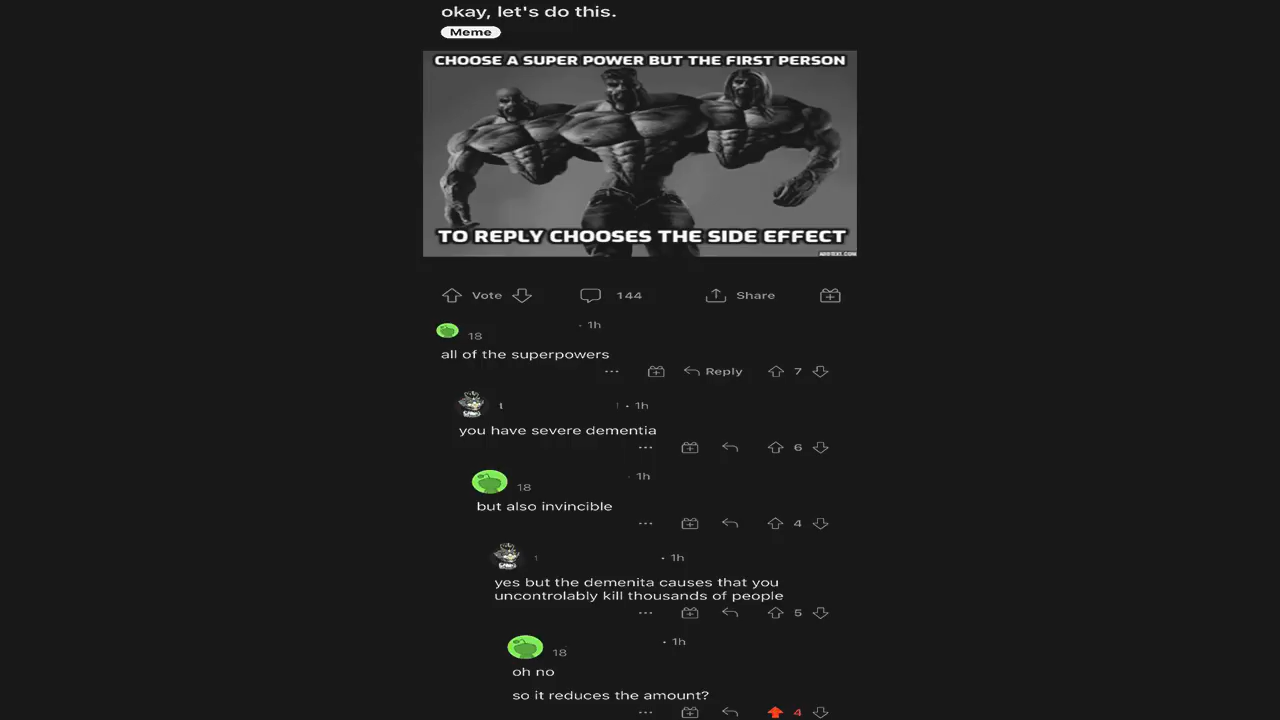 okay, let's do this.
Meme
CHOOSE A SUPER POWER BUT THE FIRST PERSON
TO REPLY CHOOSES THE SIDE EFFECT
Vote
144
Share
18
· 1h
all of the superpowers
Reply
7
1
· 1h
you have severe dementia
6
18
· 1h
but also invincible
4
1
· 1h
yes but the demenita causes that you
uncontrolably kill thousands of people
5
18
· 1h
oh no
so it reduces the amount?
4